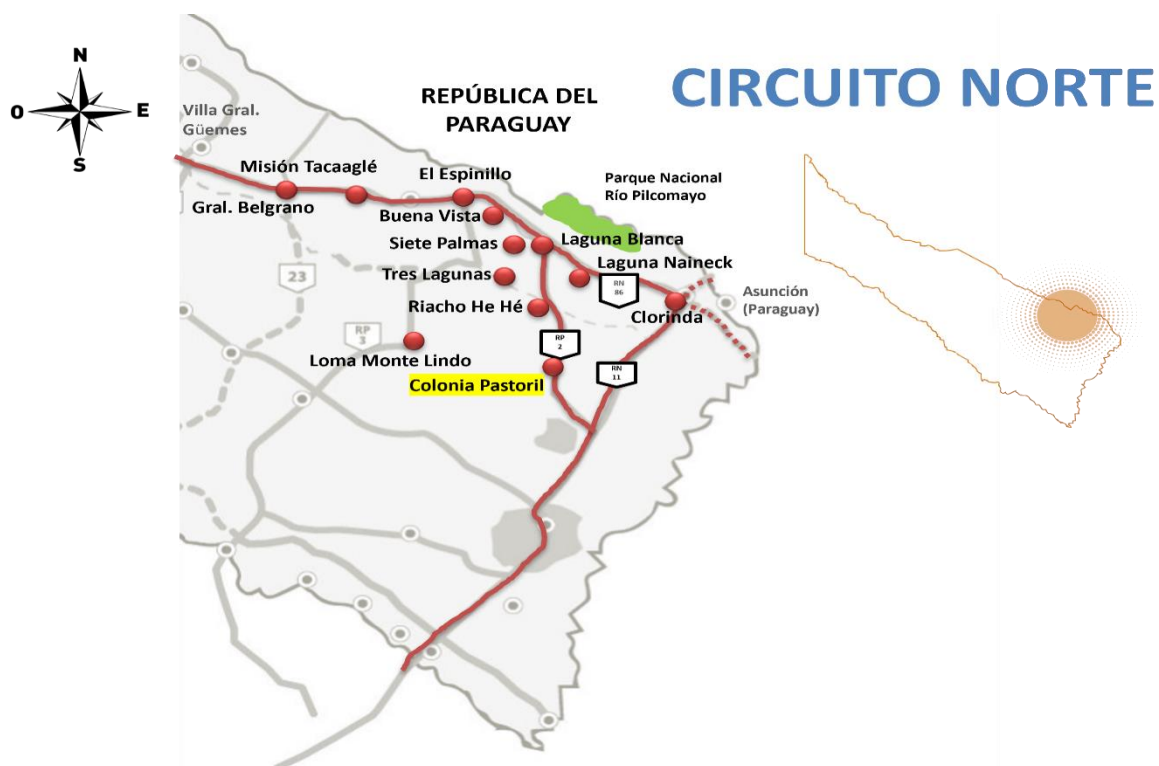 CIRCUITO NORTE
N
O
E
S
REPÚBLICA DEL
PARAGUAY
Villa Gral.
Güemes
Misión Tacaaglé
El Espinillo
Parque Nacional
Río Pilcomayo
Gral. Belgrano
Buena Vista
Siete Palmas
Laguna Blanca
Laguna Naineck
Tres Lagunas
23
RN
86
Asunción
(Paraguay)
Riacho He Hé
Clorinda
RP
3
RP
2
Loma Monte Lindo
RN
11
Colonia Pastoril